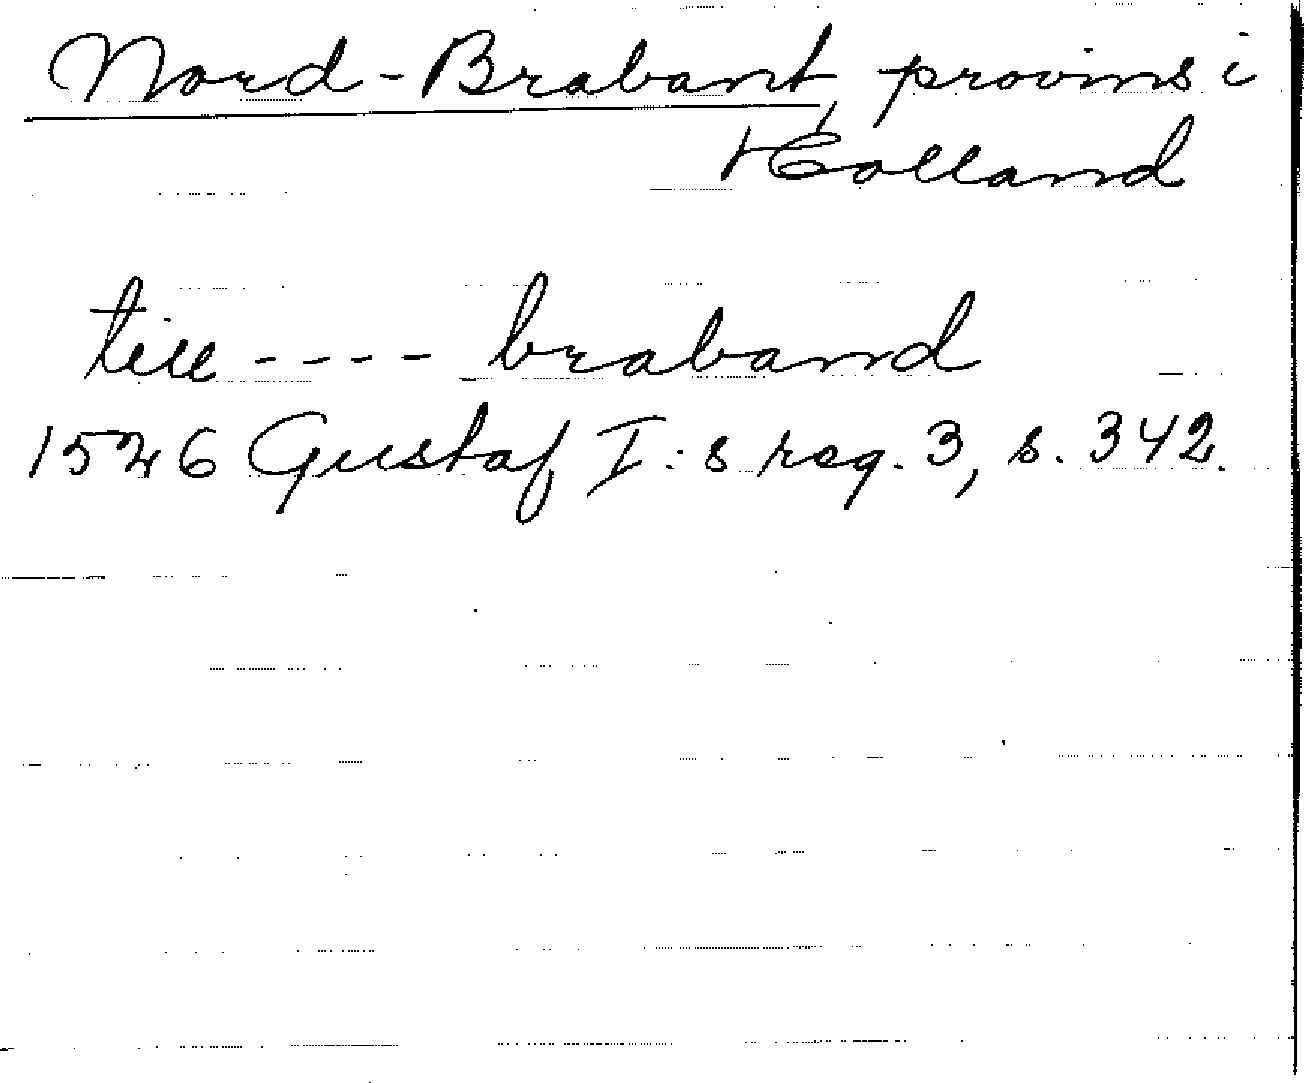 Nord-Brabant, provins i
Holland
till ---- braband
1526 Gustaf I:s reg. 3, s. 342.